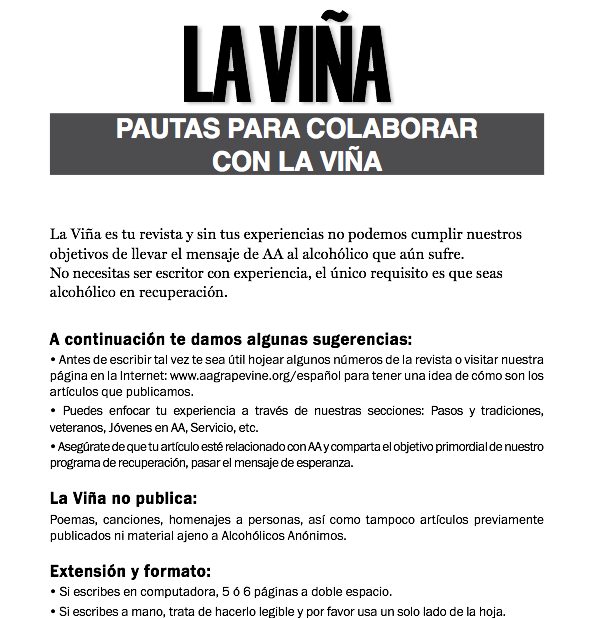 LA VIÑA
PAUTAS PARA COLABORAR
CON LA VIÑA
La Viña es tu revista y sin tus experiencias no podemos cumplir nuestros
objetivos de llevar el mensaje de AA al alcohólico que aún sufre.
No necesitas ser escritor con experiencia, el único requisito es que seas
alcohólico en recuperación.
A continuación te damos algunas sugerencias:
• Antes de escribir tal vez te sea útil hojear algunos números de la revista o visitar nuestra
página en la Internet: www.aagrapevine.org/español para tener una idea de cómo son los
artículos que publicamos.
• Puedes enfocar tu experiencia a través de nuestras secciones: Pasos y tradiciones,
veteranos, Jóvenes en AA, Servicio, etc.
• Asegúrate de que tu artículo esté relacionado con AA y comparta el objetivo primordial de nuestro
programa de recuperación, pasar el mensaje de esperanza.
La Viña no publica:
Poemas, canciones, homenajes a personas, así como tampoco artículos previamente
publicados ni material ajeno a Alcohólicos Anónimos.
Extensión y formato:
• Si escribes en computadora, 5 ó 6 páginas a doble espacio.
• Si escribes a mano, trata de hacerlo legible y por favor usa un solo lado de la hoja.